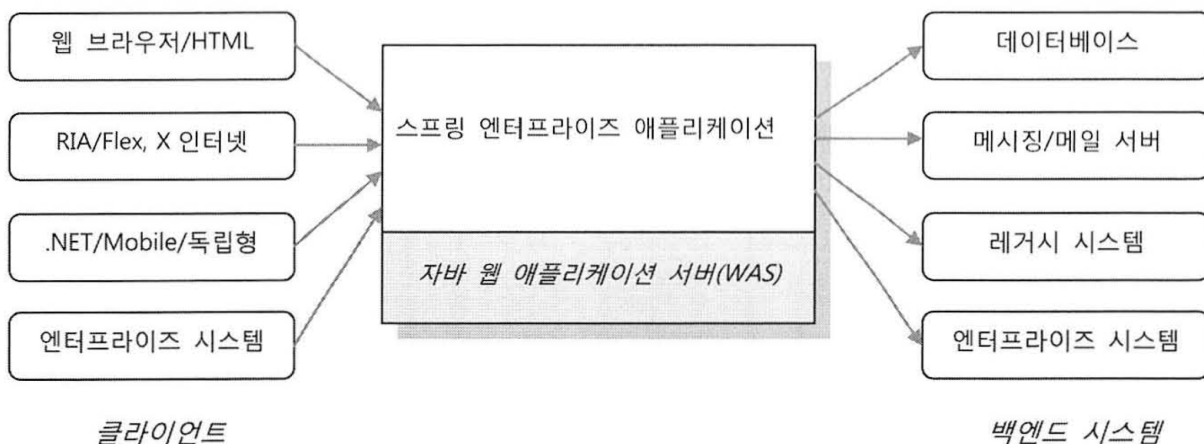 웹 브라우저/HTML
RIA/Flex, X 인터넷
.NET/Mobile/독립형
엔터프라이즈 시스템
클라이언트
스프링 엔터프라이즈 애플리케이션
자바 웹 애플리케이션 서버(WAS)
데이터베이스
메시징/메일 서버
레거시 시스템
엔터프라이즈 시스템
백엔드 시스템